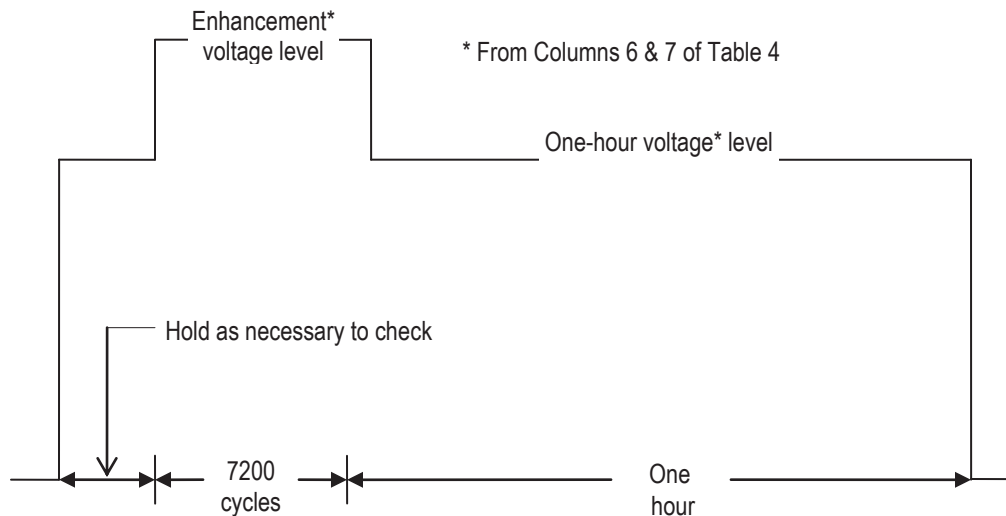 Enhancement*
voltage level
* From Columns 6 & 7 of Table 4
One-hour voltage* level
Hold as necessary to check
7200
cycles
One
hour